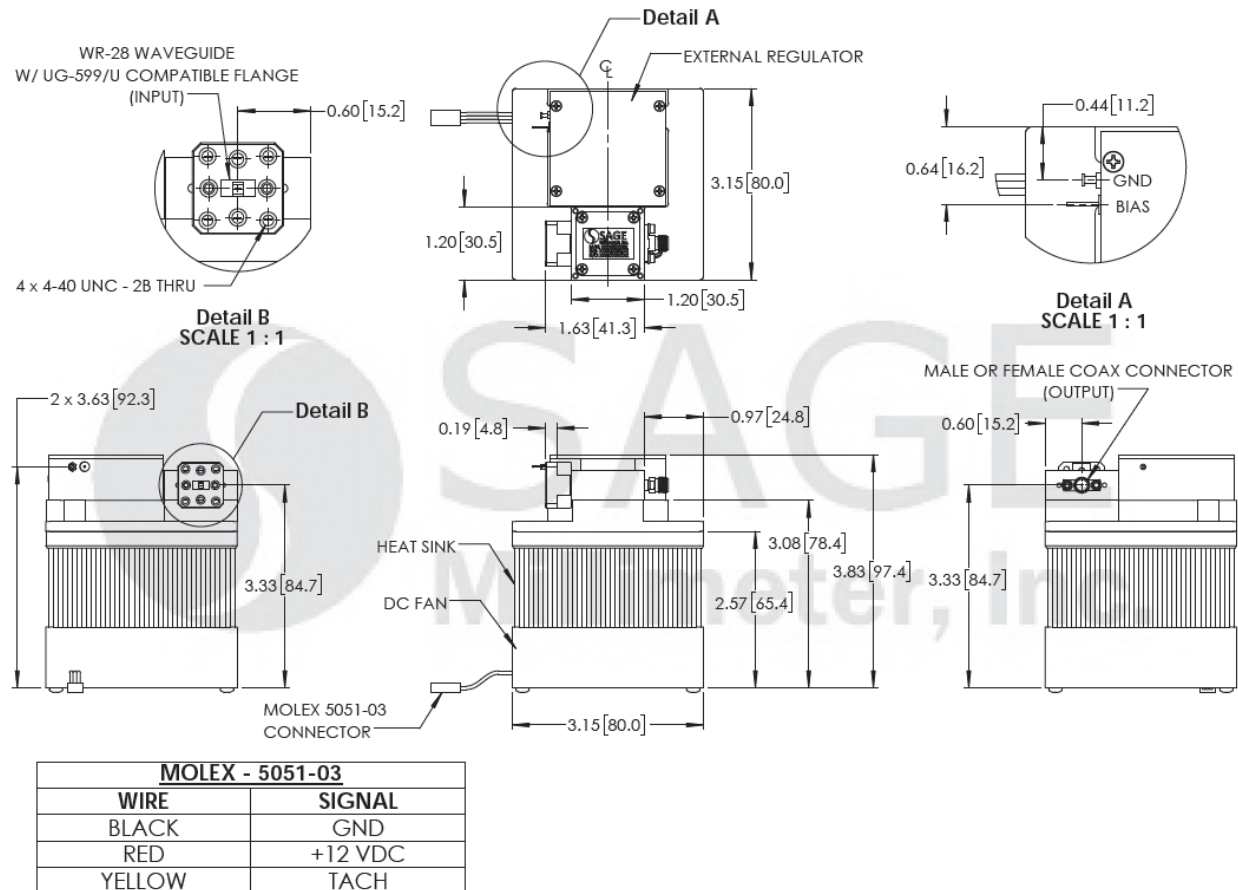 Detail A
WR-28 WAVEGUIDE
W/ UG-599/U COMPATIBLE FLANGE
(INPUT)
0.60[15.2]
4 x 4-40 UNC - 2B THRU
Detail B
SCALE 1 : 1
EXTERNAL REGULATOR
3.15[80.0]
1.20[30.5]
SAGE
1.20[30.5]
1.63[41.3]
0.44[11.2]
0.64[16.2]
GND
BIAS
Detail A
SCALE 1 : 1
SAGE
Millimeter, Inc.
2 x 3.63[92.3]
Detail B
3.33[84.7]
0.19[4.8]
0.97[24.8]
HEAT SINK
DC FAN
3.08[78.4]
3.83[97.4]
2.57[65.4]
MOLEX 5051-03
CONNECTOR
3.15[80.0]
MALE OR FEMALE COAX CONNECTOR
(OUTPUT)
0.60[15.2]
3.33[84.7]
MOLEX - 5051-03
WIRE SIGNAL
BLACK GND
RED +12 VDC
YELLOW TACH